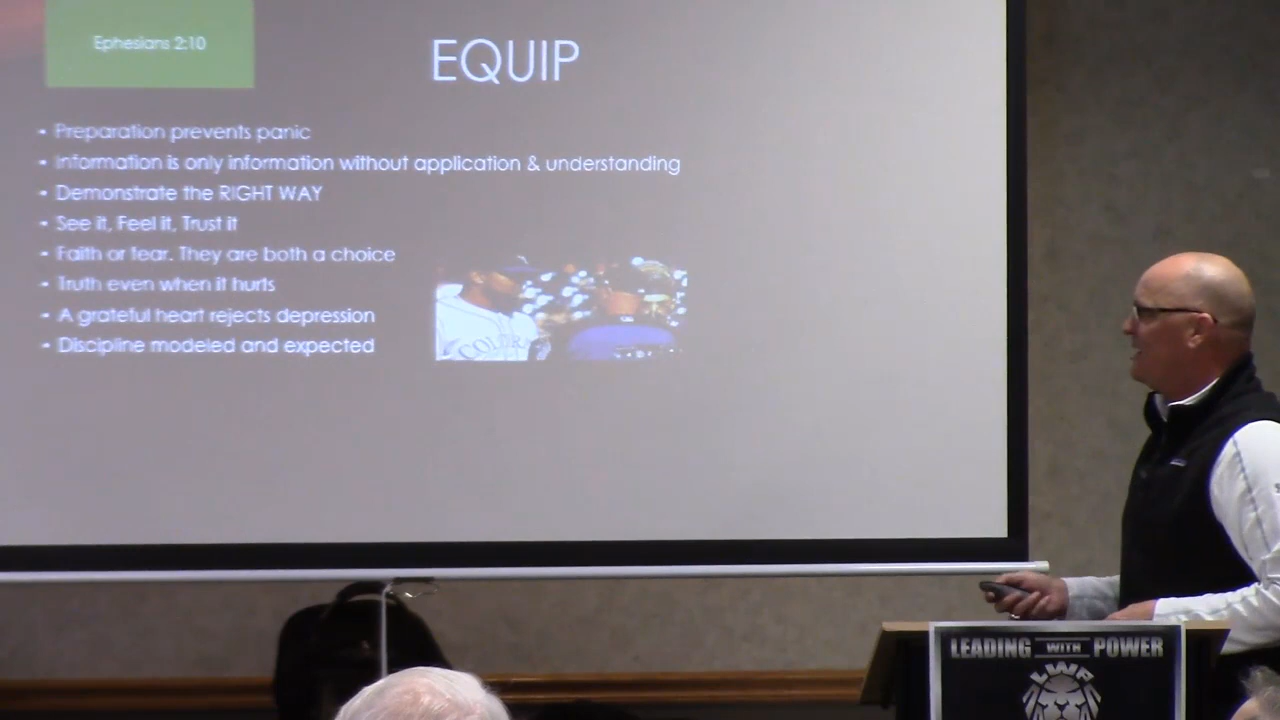 Ephesians 2:10
EQUIP
- Preparation prevents panic
- Information is only information without application & understanding
- Demonstrate the RIGHT WAY
- See it, Feel it, Trust it
- Faith or fear. They are both a choice
- Truth even when it hurts
- A grateful heart rejects depression
- Discipline modeled and expected
LEADING WITH POWER
LWP